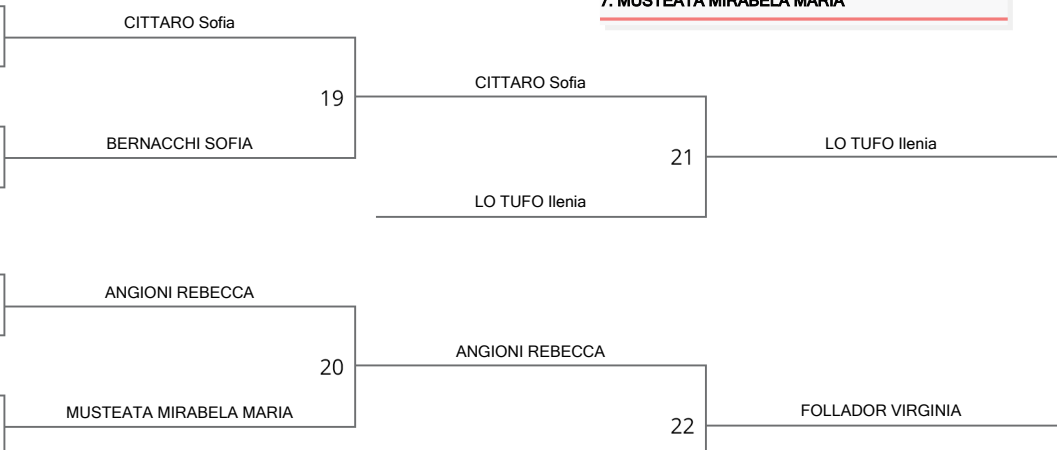 7. MUSTEATA MIRABELA MARIA
CITTARO Sofia
CITTARO Sofia
19
BERNACCHI SOFIA
LO TUFO Ilenia
21
LO TUFO Ilenia
ANGIONI REBECCA
ANGIONI REBECCA
20
MUSTEATA MIRABELA MARIA
FOLLADOR VIRGINIA
22